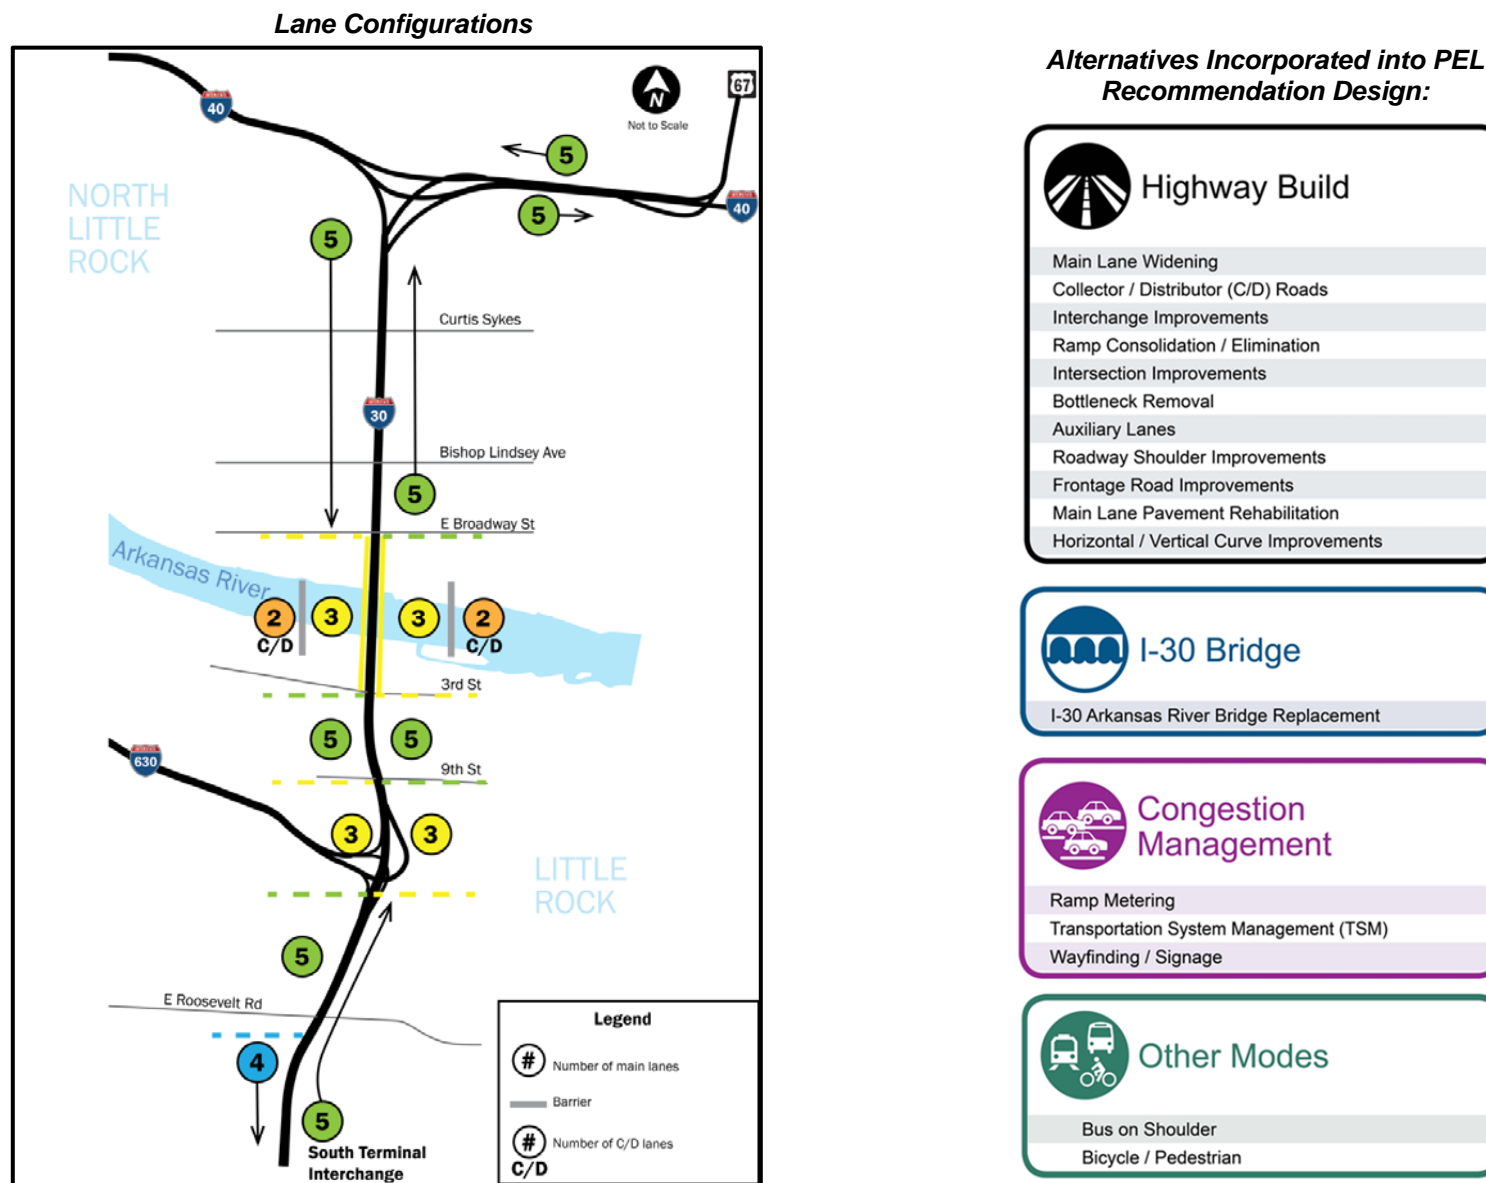 Lane Configurations
40
N
Not to Scale
67
5
5
40
NORTH
LITTLE
ROCK
5
Curtis Sykes
30
Bishop Lindsey Ave
5
E Broadway St
Arkansas River
2
C/D
3
3
2
C/D
3rd St
5
5
9th St
630
3
3
LITTLE
ROCK
5
E Roosevelt Rd
4
5
South Terminal
Interchange
Legend
# Number of main lanes
Barrier
# Number of C/D lanes
C/D
Alternatives Incorporated into PEL
Recommendation Design:
Highway Build
Main Lane Widening
Collector / Distributor (C/D) Roads
Interchange Improvements
Ramp Consolidation / Elimination
Intersection Improvements
Bottleneck Removal
Auxiliary Lanes
Roadway Shoulder Improvements
Frontage Road Improvements
Main Lane Pavement Rehabilitation
Horizontal / Vertical Curve Improvements
I-30 Bridge
I-30 Arkansas River Bridge Replacement
Congestion
Management
Ramp Metering
Transportation System Management (TSM)
Wayfinding / Signage
Other Modes
Bus on Shoulder
Bicycle / Pedestrian